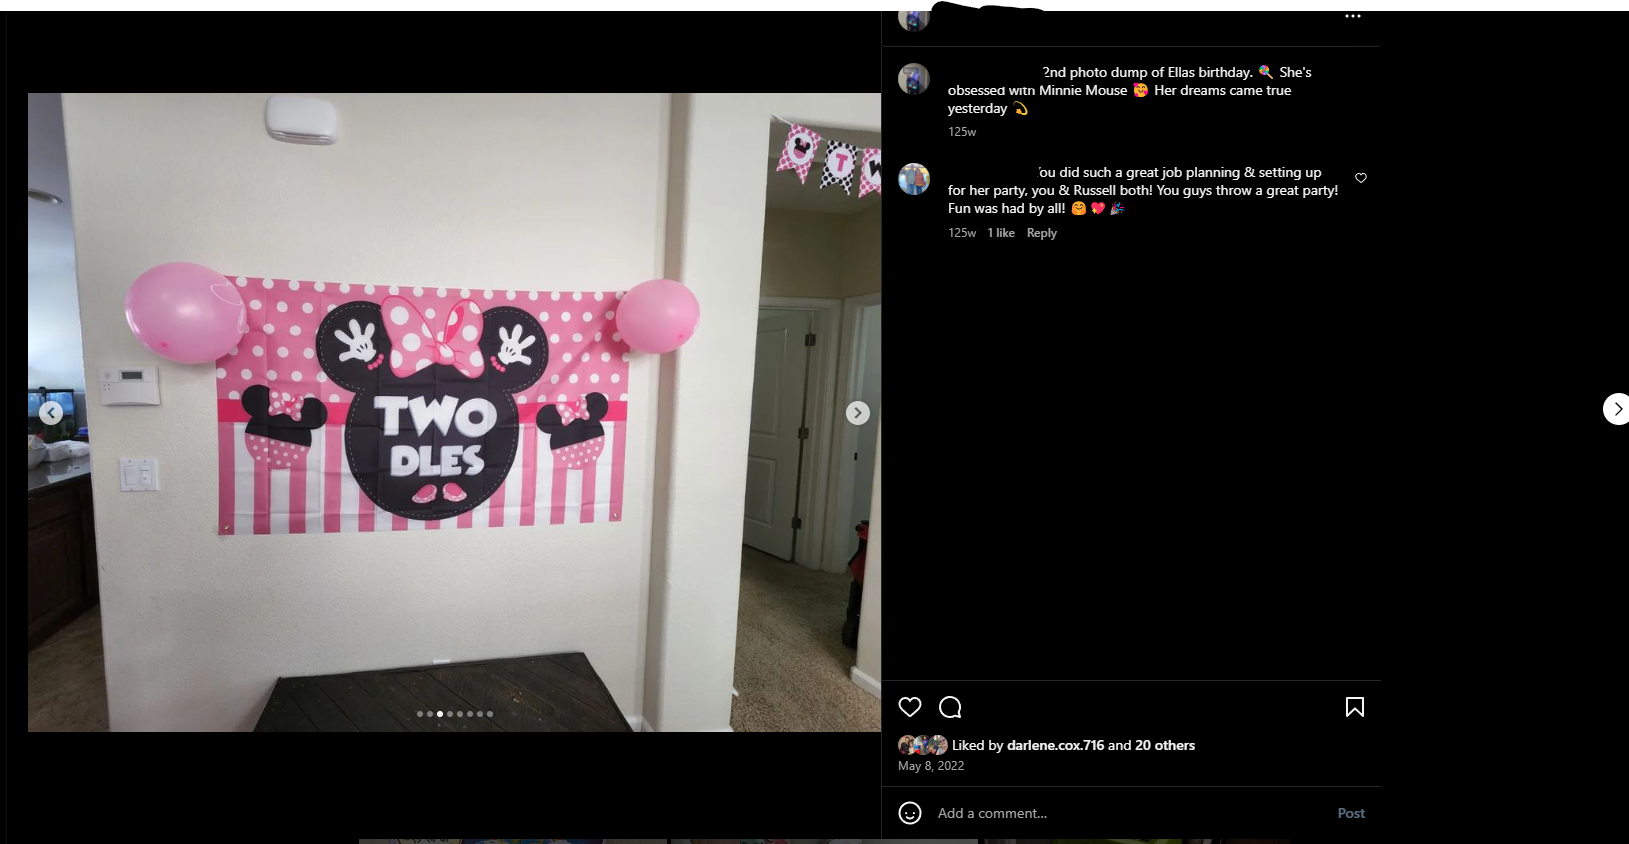 T
W
TWO
DLES
2nd photo dump of Ellas birthday. 🍭 She's
obsessed with Minnie Mouse 🥰 Her dreams came true
yesterday 💫
125w
You did such a great job planning & setting up
for her party, you & Russell both! You guys throw a great party!
Fun was had by all! 🤗 💖 🎉
125w 1 like Reply
Liked by darlene.cox.716 and 20 others
May 8, 2022
Add a comment... Post